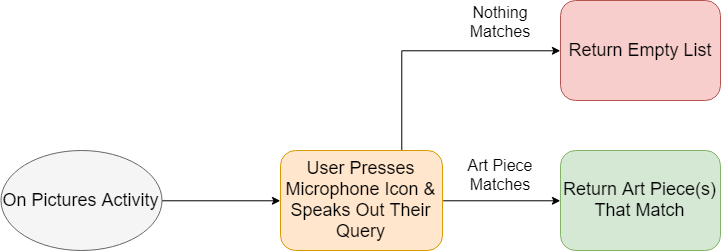 Nothing
Matches
Return Empty List
On Pictures Activity
User Presses
Microphone Icon &
Speaks Out Their
Query
Art Piece
Matches
Return Art Piece(s)
That Match